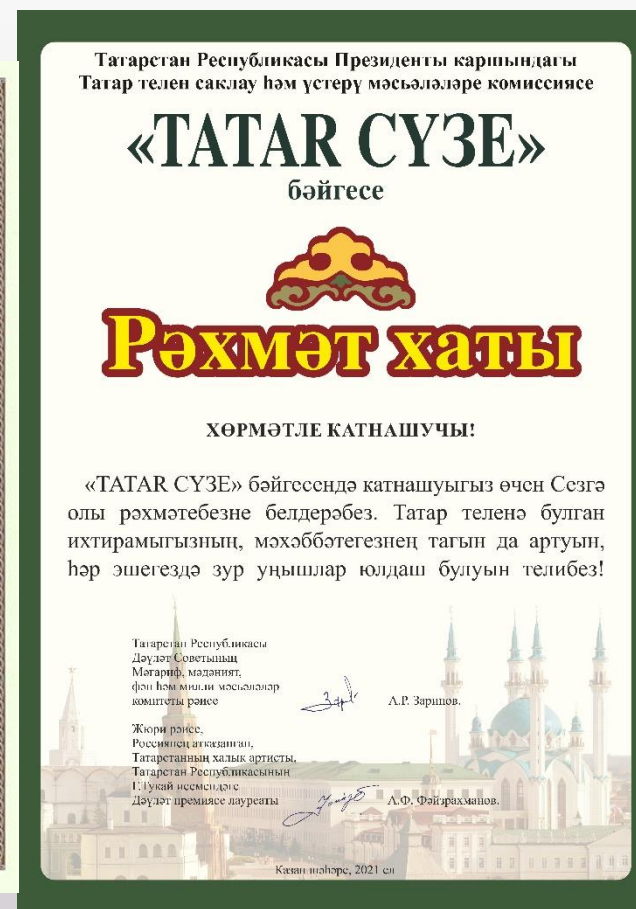 Татарстан Республикасы Президенты каршындагы
Татар телен саклау һәм үстерү мәсьәләләре комиссиясе
«TATAR СҮЗЕ»
бәйгесе
Рәхмәт хаты
ХӨРМӘТЛЕ КАТНАШУЧЫ!
«TATAR СҮЗЕ» бәйгесендә катнашуыгыз өчен Сезгә
олы рәхмәтебезне белдерәбез. Татар теленә булган
ихтирамыгызның, мәхәббәтегезнең тагын да артуын,
һәр эшегездә зур уңышлар юлдаш булуын телибез!
Татарстан Республикасы
Дәүләт Советының
Мәгариф, мәдәният,
фән һәм милли мәсьәләләр
комитеты рәисе
А.Р. Зарипов.
Жюри рәисе,
Россиянең атказанган,
Татарстанның халык артисты,
Татарстан Республикасының
Г.Тукай исемендәге
Дәүләт премиясе лауреаты
А.Ф. Фәйзрахманов.
Казан шәһәре, 2021 ел